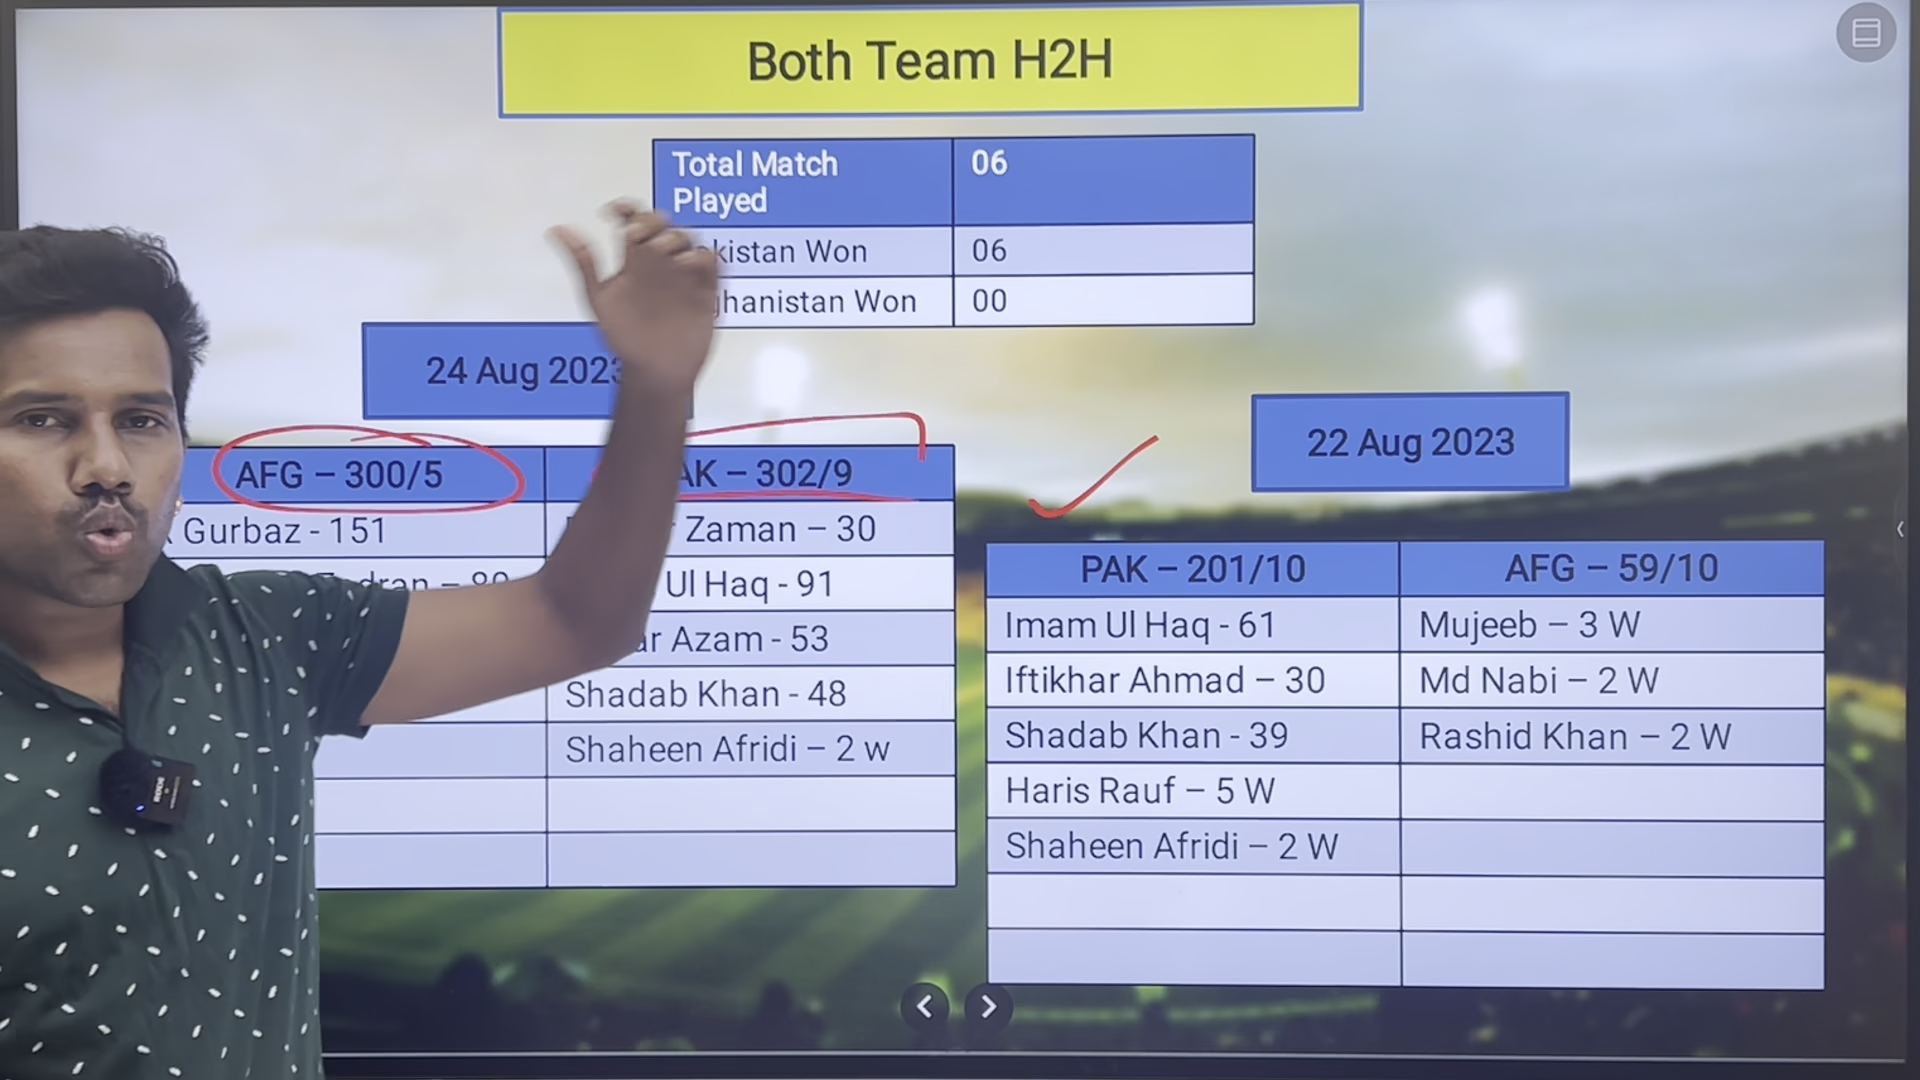 Both Team H2H
Total Match
Played
06
kistan Won
06
ghanistan Won
00
24 Aug 2023
AFG – 300/5
AK – 302/9
Gurbaz - 151
Zaman – 30
Ul Haq - 91
ar Azam - 53
Shadab Khan - 48
Shaheen Afridi – 2 w
22 Aug 2023
PAK – 201/10
AFG – 59/10
Imam Ul Haq - 61
Mujeeb – 3 W
Iftikhar Ahmad – 30
Md Nabi – 2 W
Shadab Khan - 39
Rashid Khan – 2 W
Haris Rauf – 5 W
Shaheen Afridi – 2 W